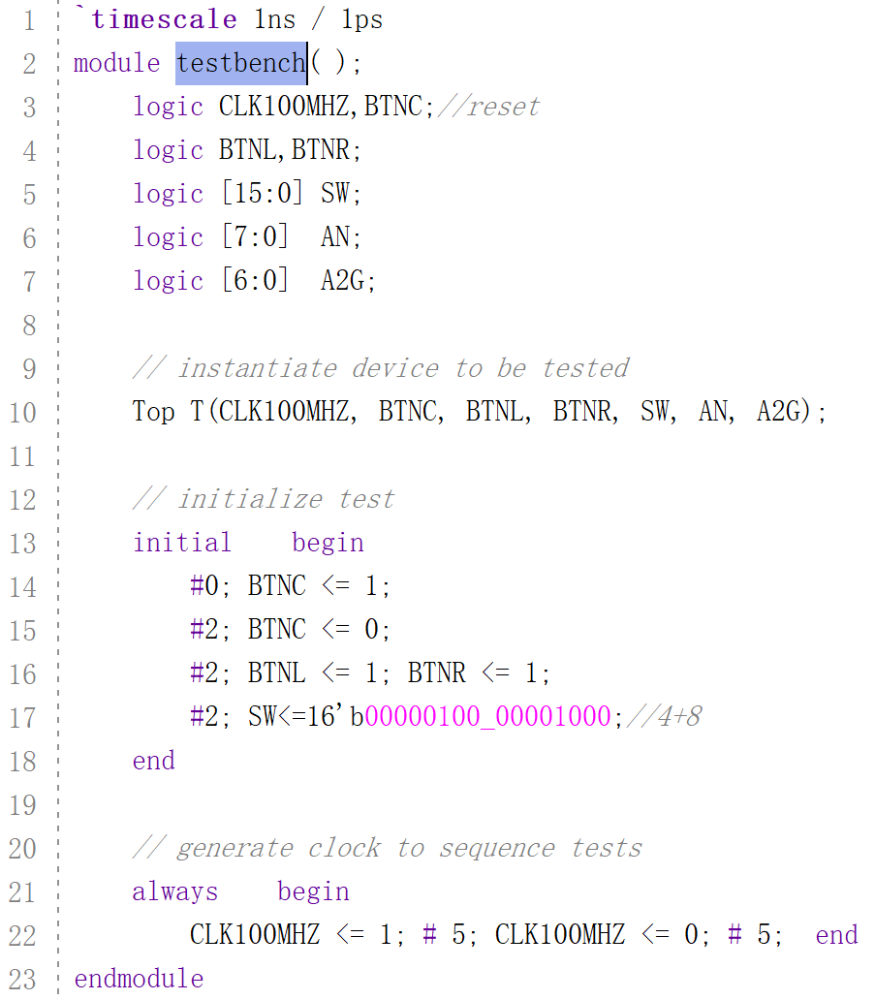 1 `timescale 1ns / 1ps
2 module testbench( );
3 logic CLK100MHZ,BTNC;//reset
4 logic BTNL,BTNR;
5 logic [15:0] SW;
6 logic [7:0]  AN;
7 logic [6:0]  A2G;
8
9 // instantiate device to be tested
10 Top T(CLK100MHZ, BTNC, BTNL, BTNR, SW, AN, A2G);
11
12 // initialize test
13 initial    begin
14 #0; BTNC <= 1;
15 #2; BTNC <= 0;
16 #2; BTNL <= 1; BTNR <= 1;
17 #2; SW<=16'b00000100_00001000;//4+8
18 end
19
20 // generate clock to sequence tests
21 always    begin
22 CLK100MHZ <= 1; # 5; CLK100MHZ <= 0; # 5;  end
23 endmodule